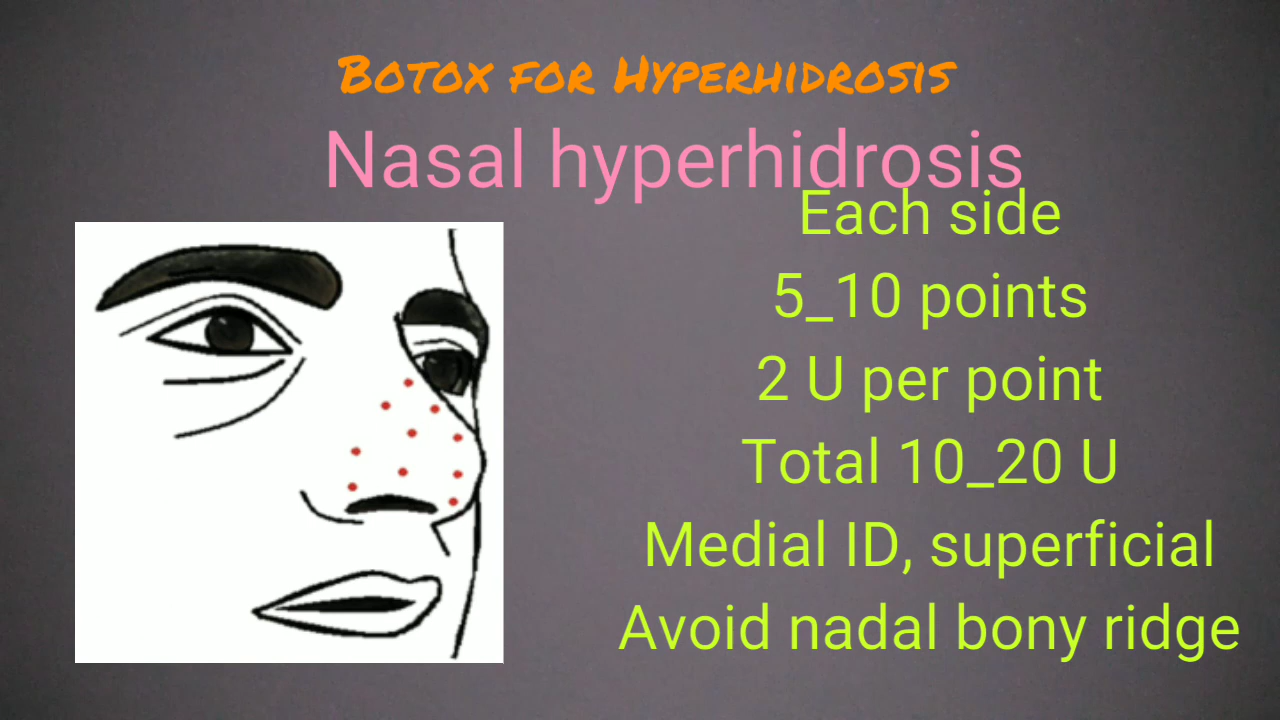 Botox for Hyperhidrosis
Nasal hyperhidrosis
Each side
5_10 points
2 U per point
Total 10_20 U
Medial ID, superficial
Avoid nadal bony ridge